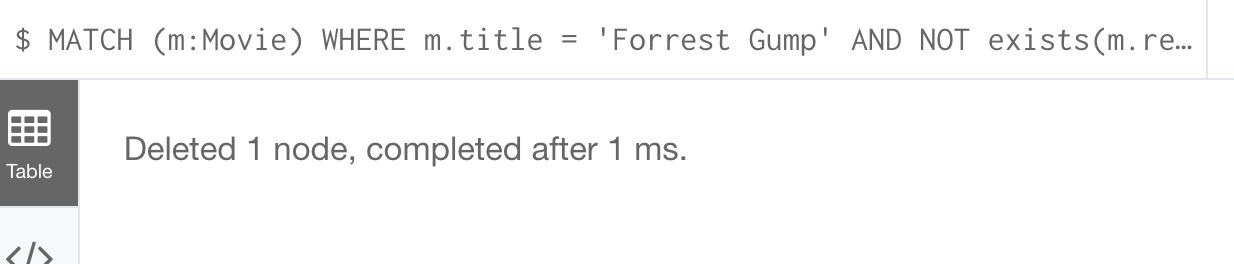 $ MATCH (m:Movie) WHERE m.title = 'Forrest Gump' AND NOT exists(m.re…
Deleted 1 node, completed after 1 ms.
Table
</>